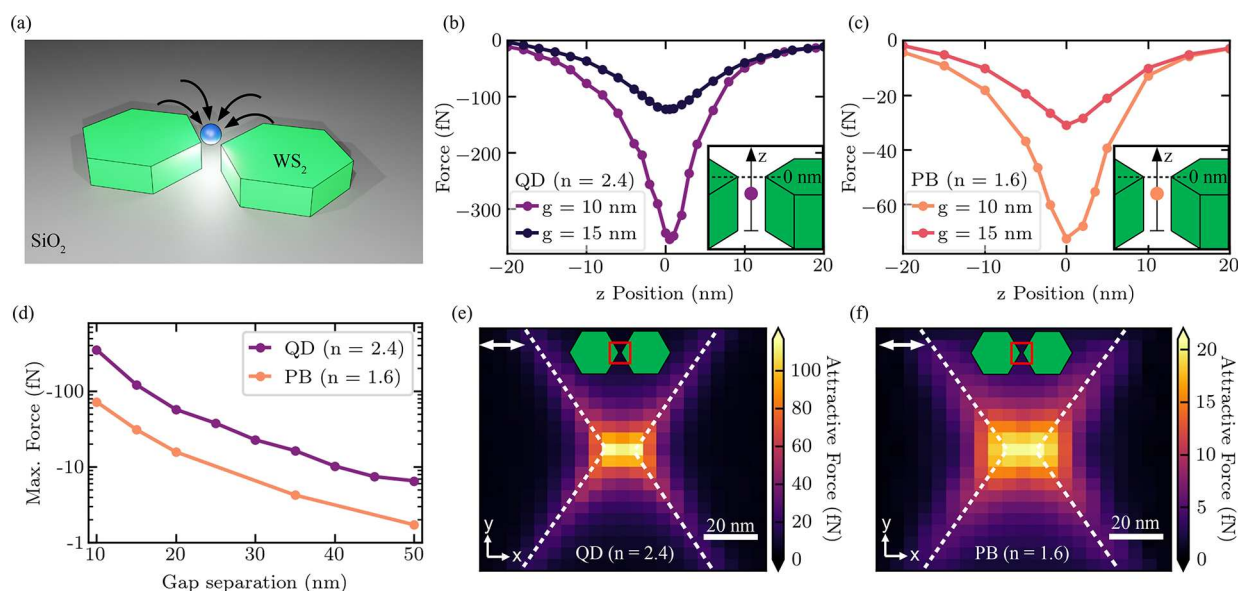 (a)
WS2
SiO2
(b)
0
−100
−200
−300
Force (fN)
QD (n = 2.4)
g = 10 nm
g = 15 nm
z
0 nm
−20
−10
0
10
20
z Position (nm)
(c)
0
−20
−40
−60
Force (fN)
PB (n = 1.6)
g = 10 nm
g = 15 nm
z
0 nm
−20
−10
0
10
20
z Position (nm)
(d)
-100
-10
-1
Max. Force (fN)
QD (n = 2.4)
PB (n = 1.6)
10
20
30
40
50
Gap separation (nm)
(e)
y
x
QD (n = 2.4)
20 nm
100
80
60
40
20
0
Attractive Force (fN)
(f)
y
x
PB (n = 1.6)
20 nm
20
15
10
5
0
Attractive Force (fN)